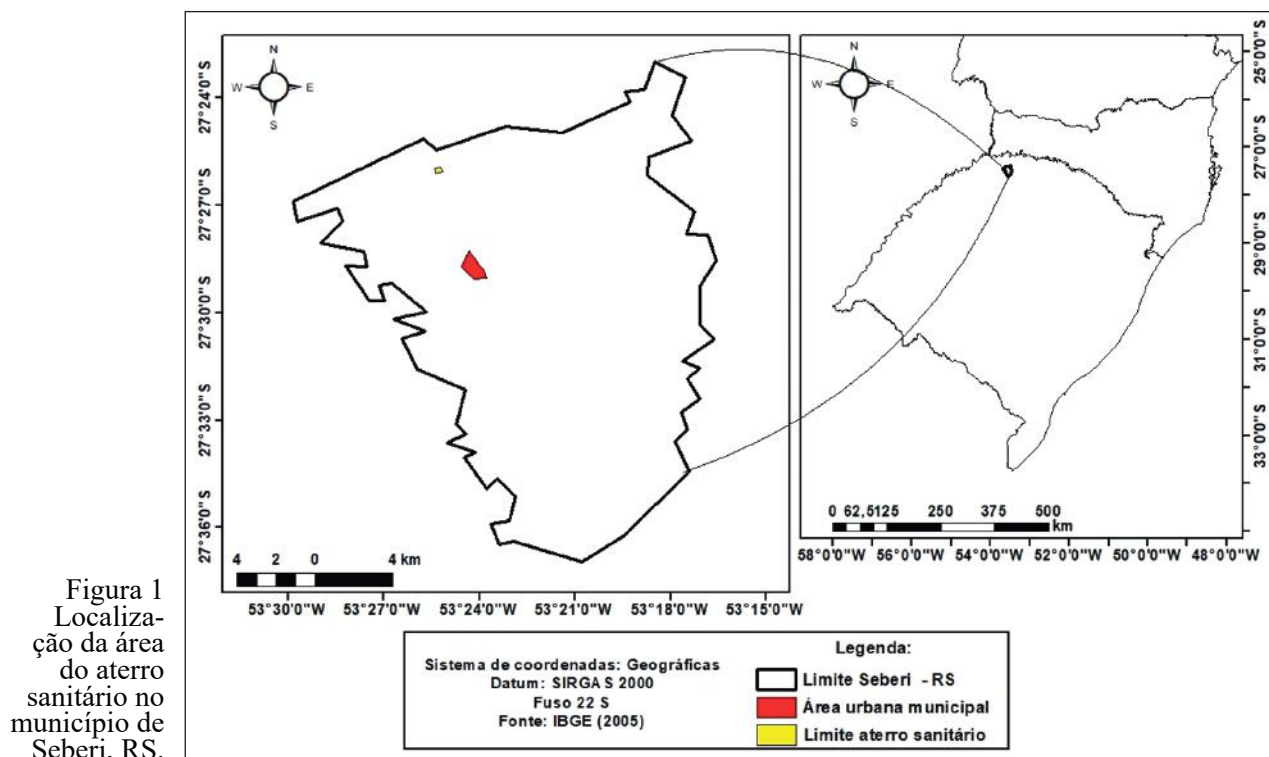 N
W E
S
27°24'0"S
27°27'0"S
27°30'0"S
27°33'0"S
27°36'0"S
4 2 0 4 km
53°30'0"W 53°27'0"W 53°24'0"W 53°21'0"W 53°18'0"W 53°15'0"W
N
W E
S
25°0'0"S
27°0'0"S
29°0'0"S
31°0'0"S
33°0'0"S
0 62,5125 250 375 500
km
58°0'0"W 56°0'0"W 54°0'0"W 52°0'0"W 50°0'0"W 48°0'0"W
Sistema de coordenadas: Geográficas
Datum: SIRGAS 2000
Fuso 22 S
Fonte: IBGE (2005)
Legenda:
Limite Seberi - RS
Área urbana municipal
Limite aterro sanitário
Figura 1
Localiza-
ção da área
do aterro
sanitário no
município de
Seberi, RS.